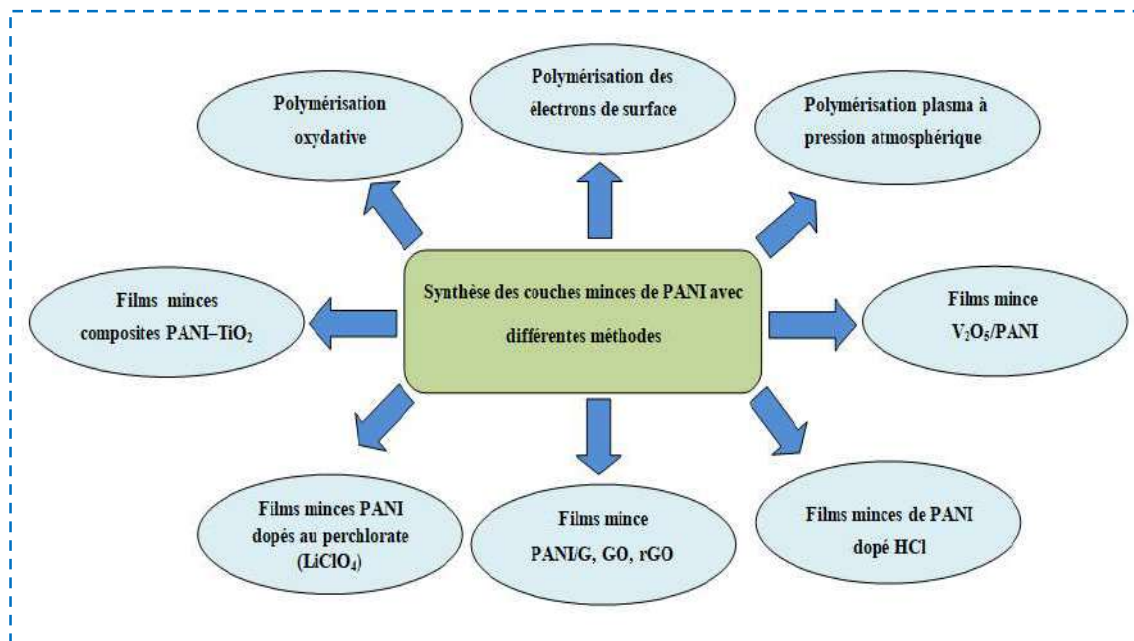 Polymérisation
oxydative
Polymérisation des
électrons de surface
Polymérisation plasma à
pression atmosphérique
Films minces
composites PANI–TiO₂
Synthèse des couches minces de PANI avec
différentes méthodes
Films mince
V₂O₅/PANI
Films minces PANI
dopés au perchlorate
(LiClO₄)
Films mince
PANI/G, GO, rGO
Films minces de PANI
dopé HCl